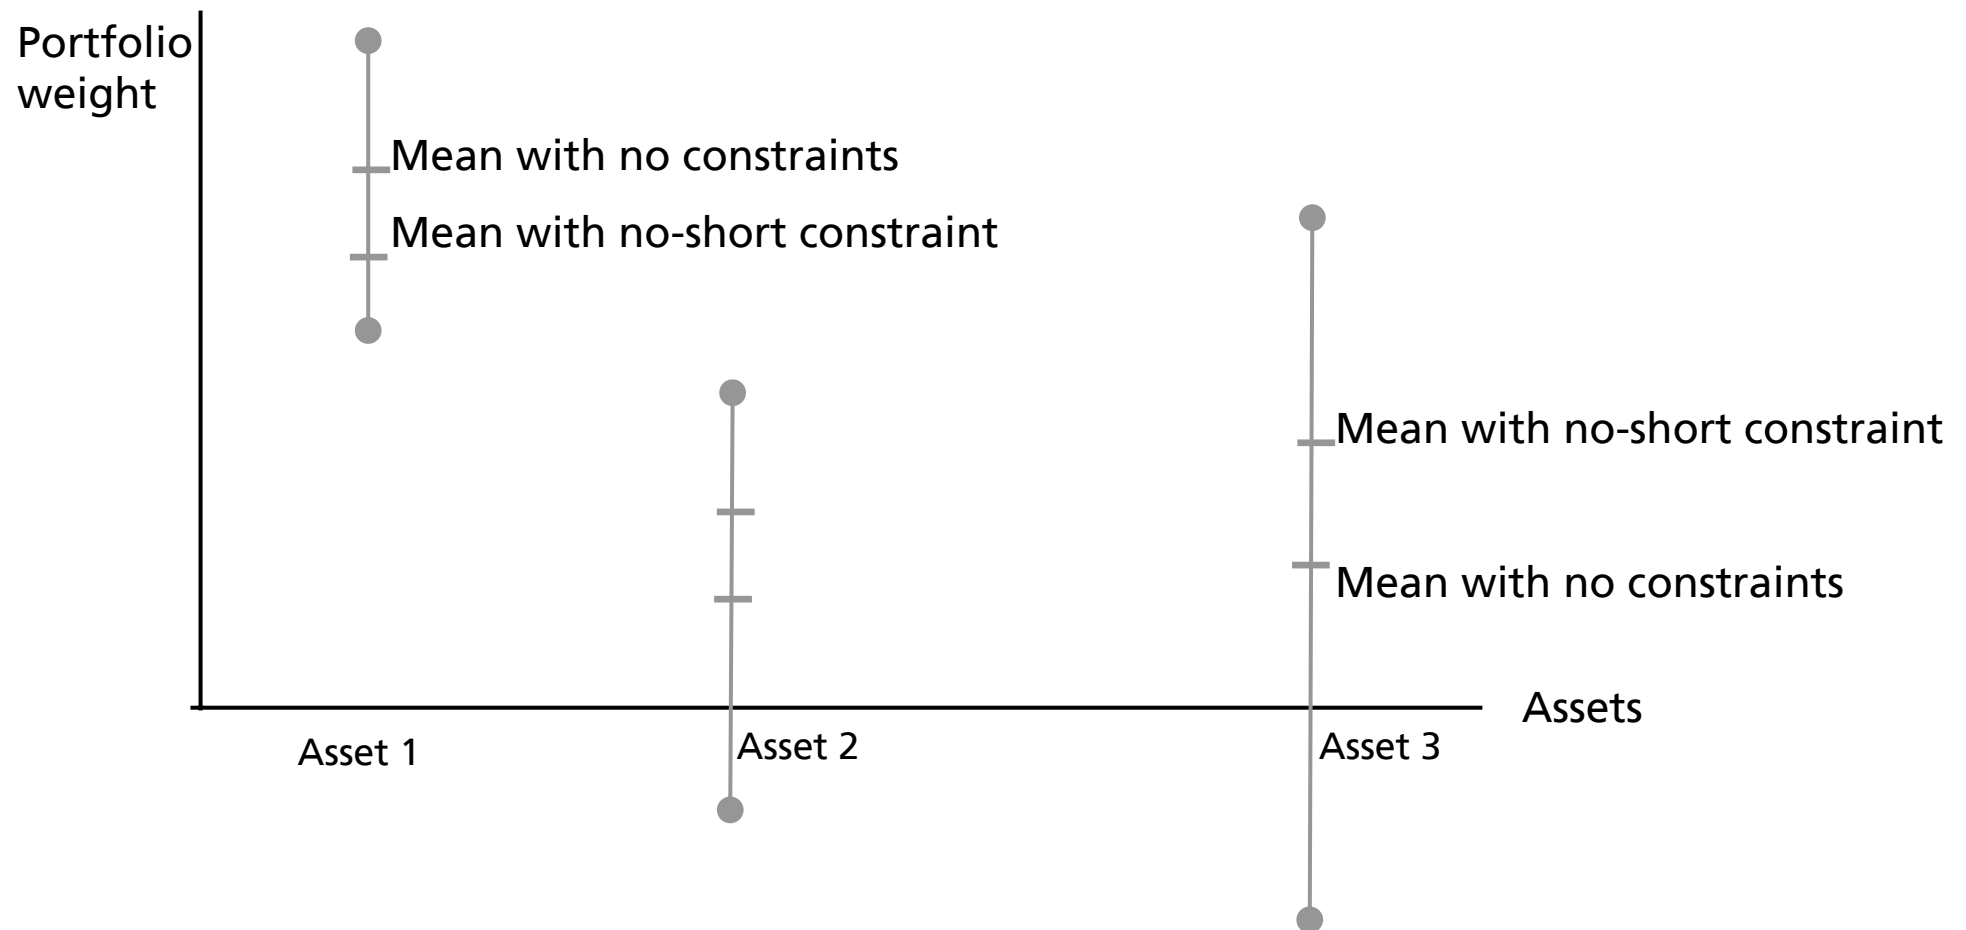 Portfolio
weight
Mean with no constraints
Mean with no-short constraint
Mean with no-short constraint
Mean with no constraints
Assets
Asset 1
Asset 2
Asset 3